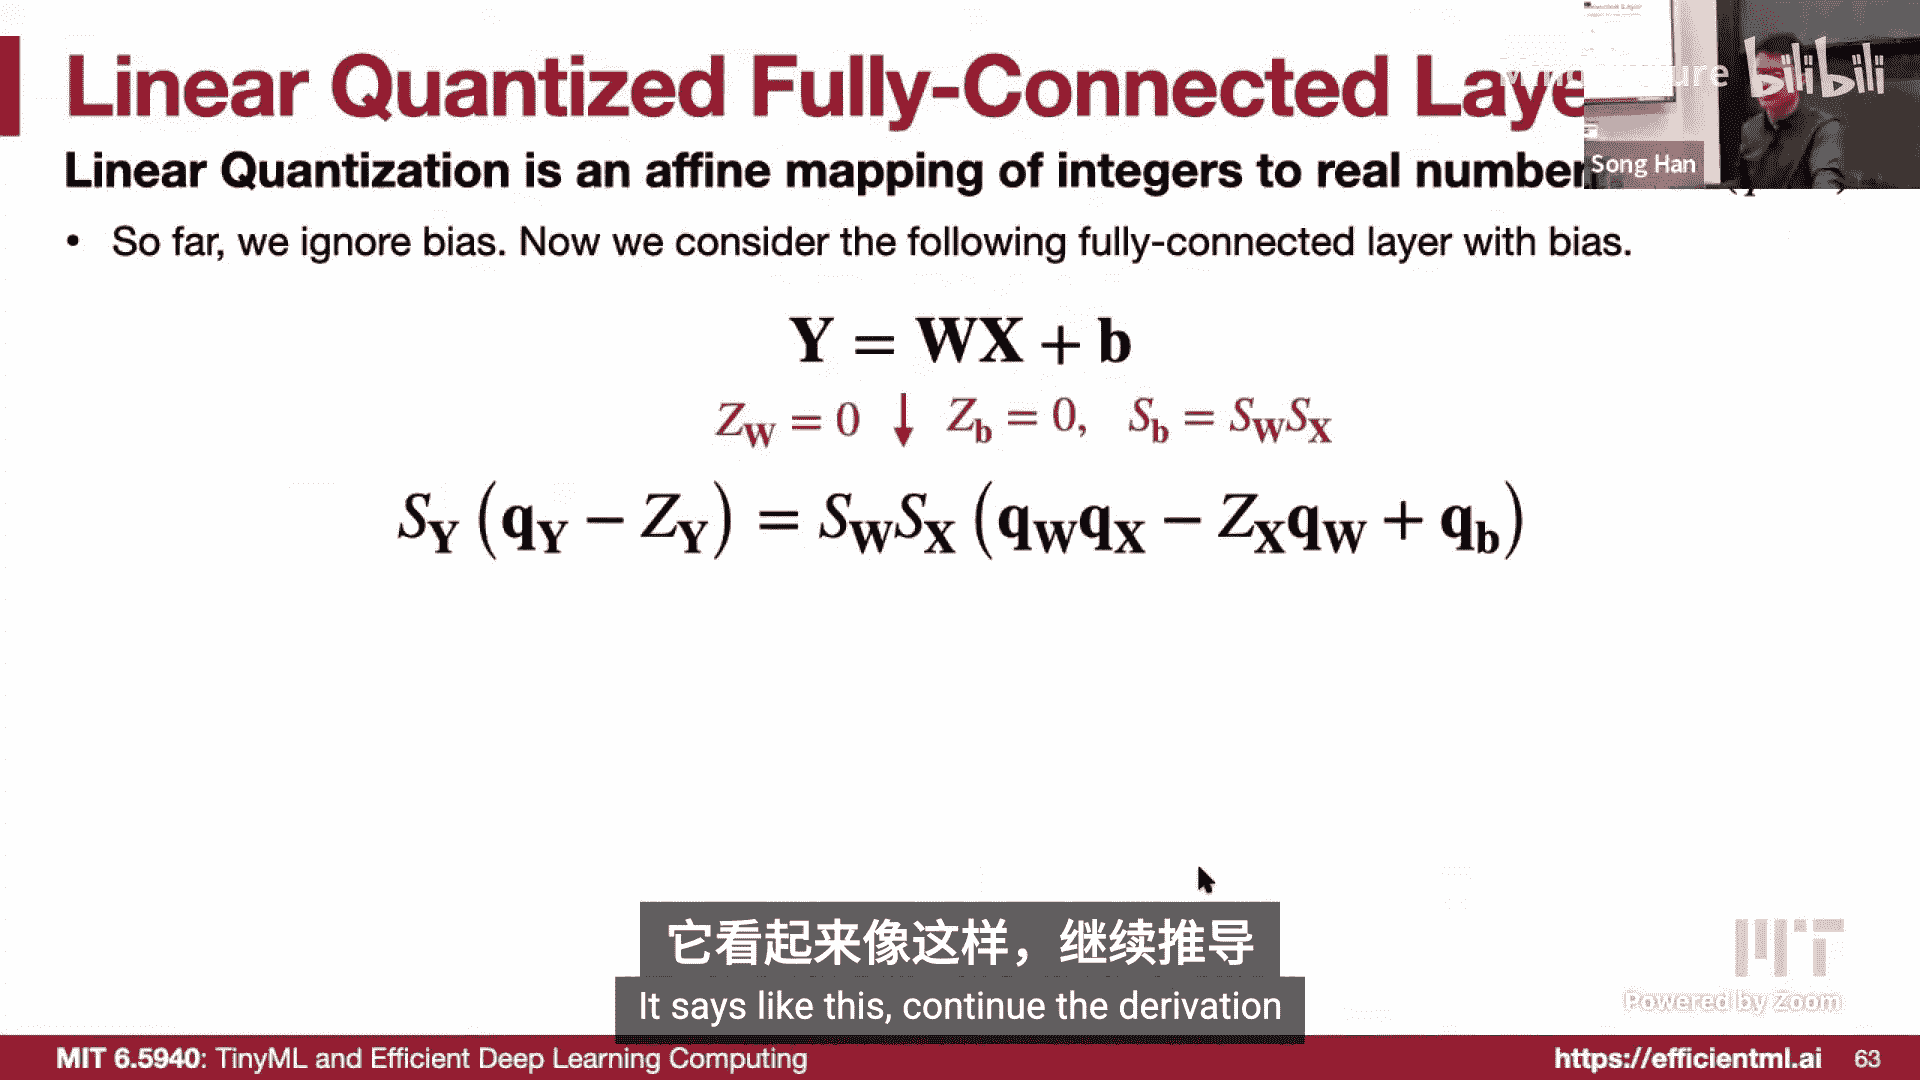 Linear Quantized Fully-Connected Laye
bilibili
Song Han
Linear Quantization is an affine mapping of integers to real number
• So far, we ignore bias. Now we consider the following fully-connected layer with bias.
Y = WX + b
Z_W = 0 ↓ Z_b = 0, S_b = S_W S_X
S_Y (q_Y − Z_Y) = S_W S_X (q_W q_X − Z_X q_W + q_b)
它看起来像这样，继续推导
It says like this, continue the derivation
MIT
Powered by Zoom
MIT 6.5940: TinyML and Efficient Deep Learning Computing
https://efficientml.ai 63